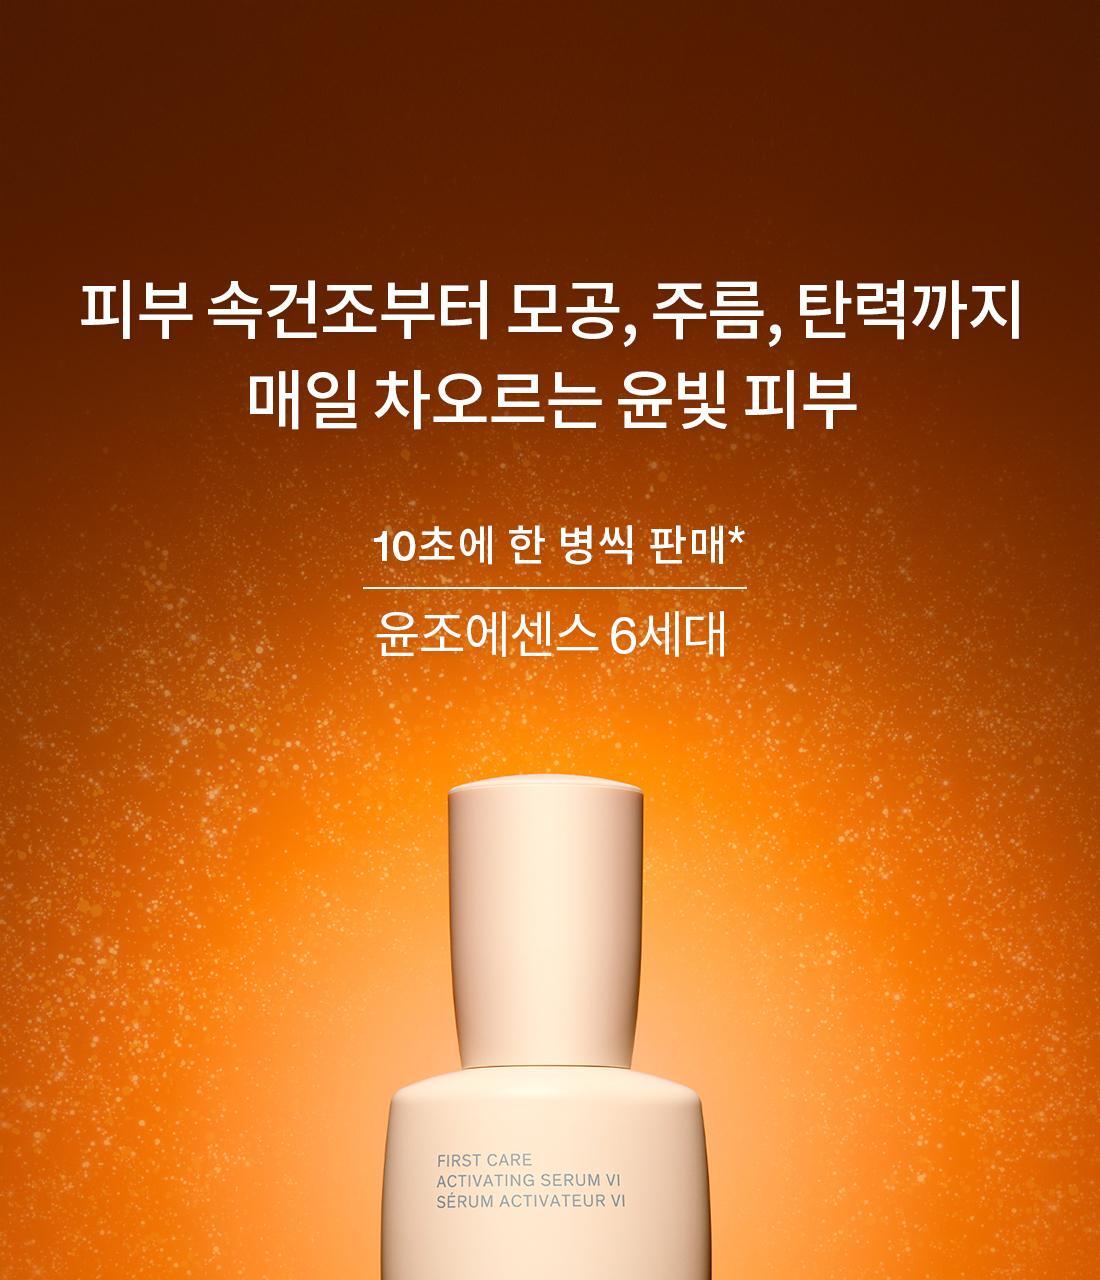 피부 속건조부터 모공, 주름, 탄력까지
매일 차오르는 윤빛 피부
10초에 한 병씩 판매*
윤조에센스 6세대
FIRST CARE
ACTIVATING SERUM VI
SÉRUM ACTIVATEUR VI